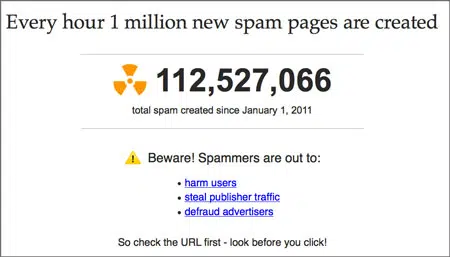 Every hour 1 million new spam pages are created
112,527,066
total spam created since January 1, 2011
Beware! Spammers are out to:
• harm users
• steal publisher traffic
• defraud advertisers
So check the URL first - look before you click!